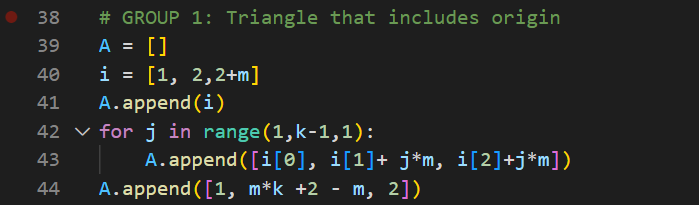 38 # GROUP 1: Triangle that includes origin
39 A = []
40 i = [1, 2,2+m]
41 A.append(i)
42 for j in range(1,k-1,1):
43 A.append([i[0], i[1]+ j*m, i[2]+j*m])
44 A.append([1, m*k +2 - m, 2])